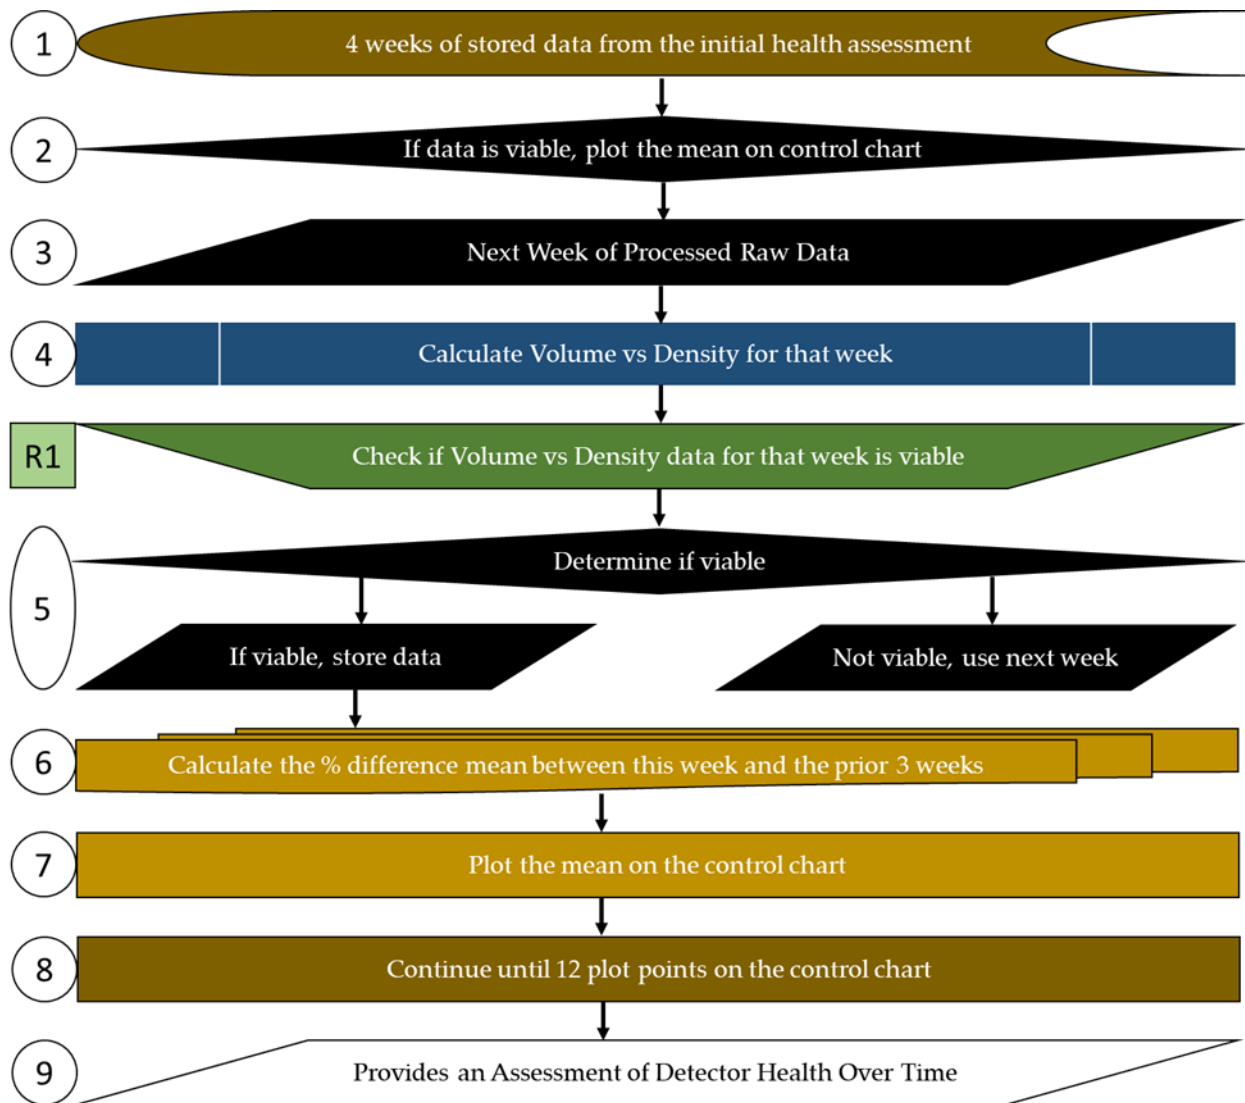 1
4 weeks of stored data from the initial health assessment
2
If data is viable, plot the mean on control chart
3
Next Week of Processed Raw Data
4
Calculate Volume vs Density for that week
R1
Check if Volume vs Density data for that week is viable
5
Determine if viable
If viable, store data
Not viable, use next week
6
Calculate the % difference mean between this week and the prior 3 weeks
7
Plot the mean on the control chart
8
Continue until 12 plot points on the control chart
9
Provides an Assessment of Detector Health Over Time